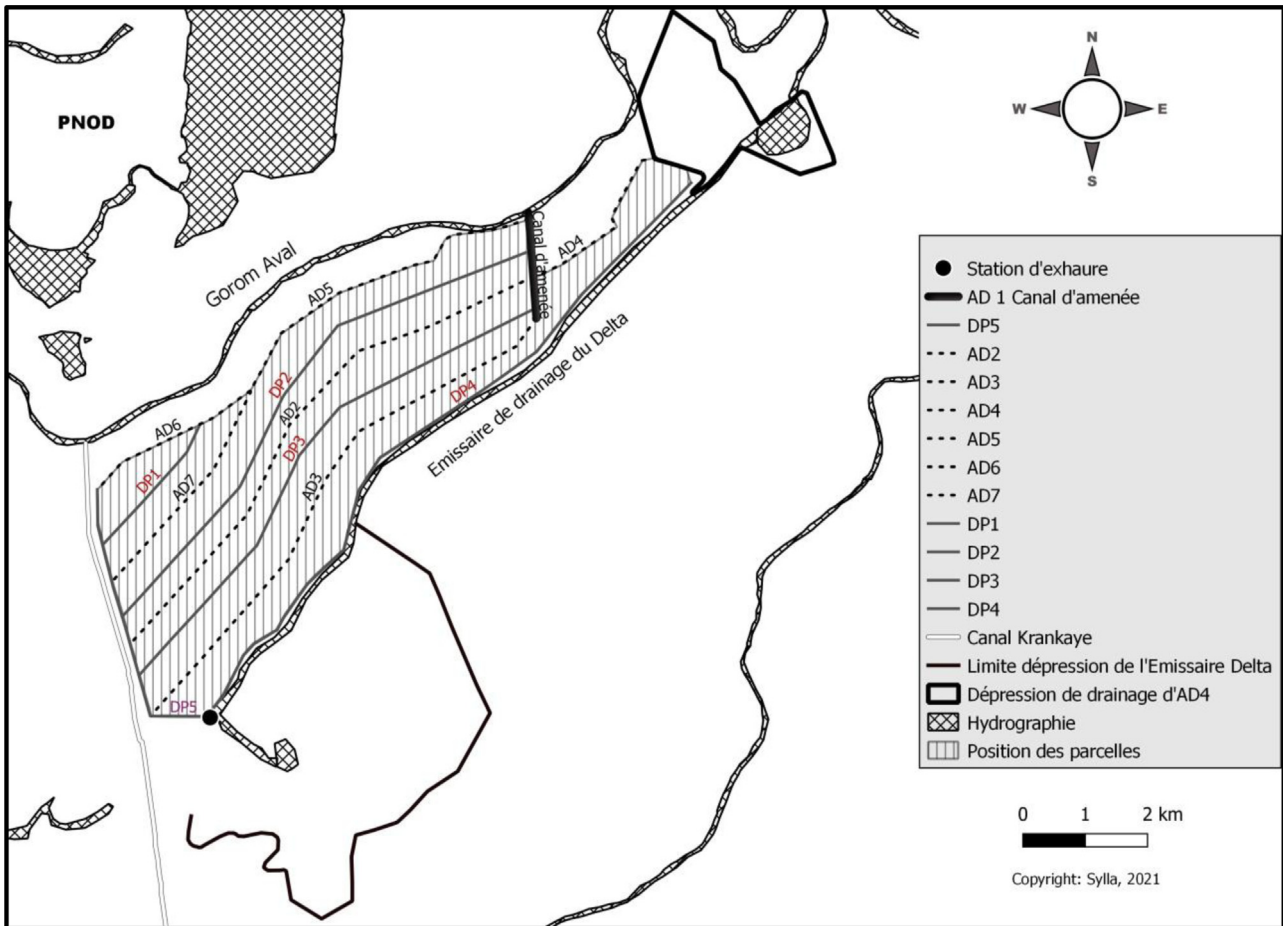 PNOD
N
W
E
S
Gorom Aval
Canal d'amenée
AD4
AD5
DP2
AD2
DP3
DP4
Emissaire de drainage du Delta
AD6
DP1
AD7
AD3
DP5
Station d'exhaure
AD 1 Canal d'amenée
DP5
AD2
AD3
AD4
AD5
AD6
AD7
DP1
DP2
DP3
DP4
Canal Krankaye
Limite dépression de l'Emissaire Delta
Dépression de drainage d'AD4
Hydrographie
Position des parcelles
0 1 2 km
Copyright: Sylla, 2021